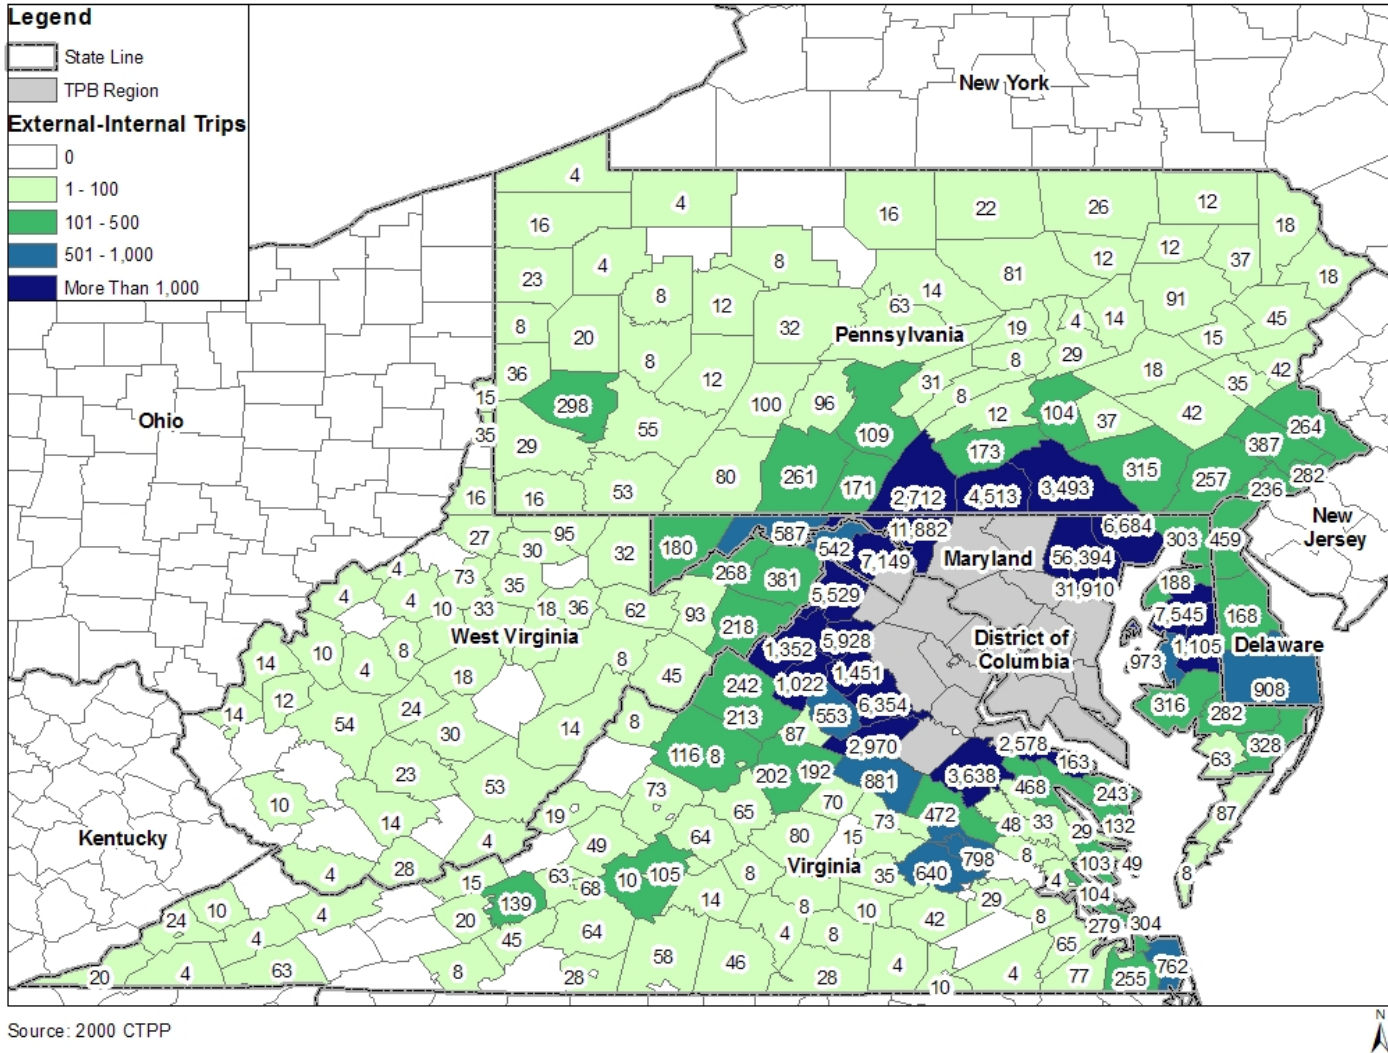 Legend
State Line
TPB Region
External-Internal Trips
0
1 - 100
101 - 500
501 - 1,000
More Than 1,000
New York
4
4
16
16 22 26 12
18
23 4 8 81 12 12 37 18
8 12 14 63 91 45
8 20 32 Pennsylvania 19 4 14 15
36 8 12 8 29 18 35 42
15 298 100 96 31 8 12 104 37 42 264
Ohio
35 29 55 109 173 387
16 16 53 80 261 171 2,712 4,513 3,493 315 257 236 282
New Jersey
27 30 95 32 180 587 542 11,882 7,149 Maryland 56,394 6,684 303 459
4 73 35 268 381 5,529 31,910 188
4 4 10 33 18 36 62 93 218 7,545 168
West Virginia
District of Columbia
Delaware
14 10 4 8 18 8 45 1,352 5,928 973 1,105
12 242 1,022 1,451 908
14 54 24 30 14 8 213 553 6,354 316 282
87 2,970 2,578 63 328
23 53 116 8 202 192 881 3,638 163
10 73 468 243 87
14 19 65 70 73 472 48 33 29 132
Kentucky
4 49 64 80 15 Virginia 798 8 103 49
4 28 15 63 68 10 105 8 35 640 4 104 8
24 10 4 20 139 14 8 10 42 29 8 279 304
4 45 64 4 8 65
20 4 63 8 28 58 46 28 4 10 4 77 255 762
Source: 2000 CTPP
N